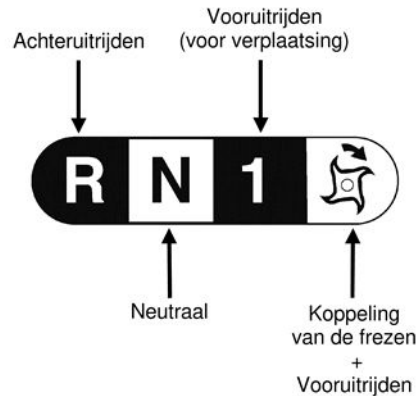 Vooruitrijden
(voor verplaatsing)
Achteruitrijden
R N 1
Neutraal
Koppeling
van de frezen
+
Vooruitrijden